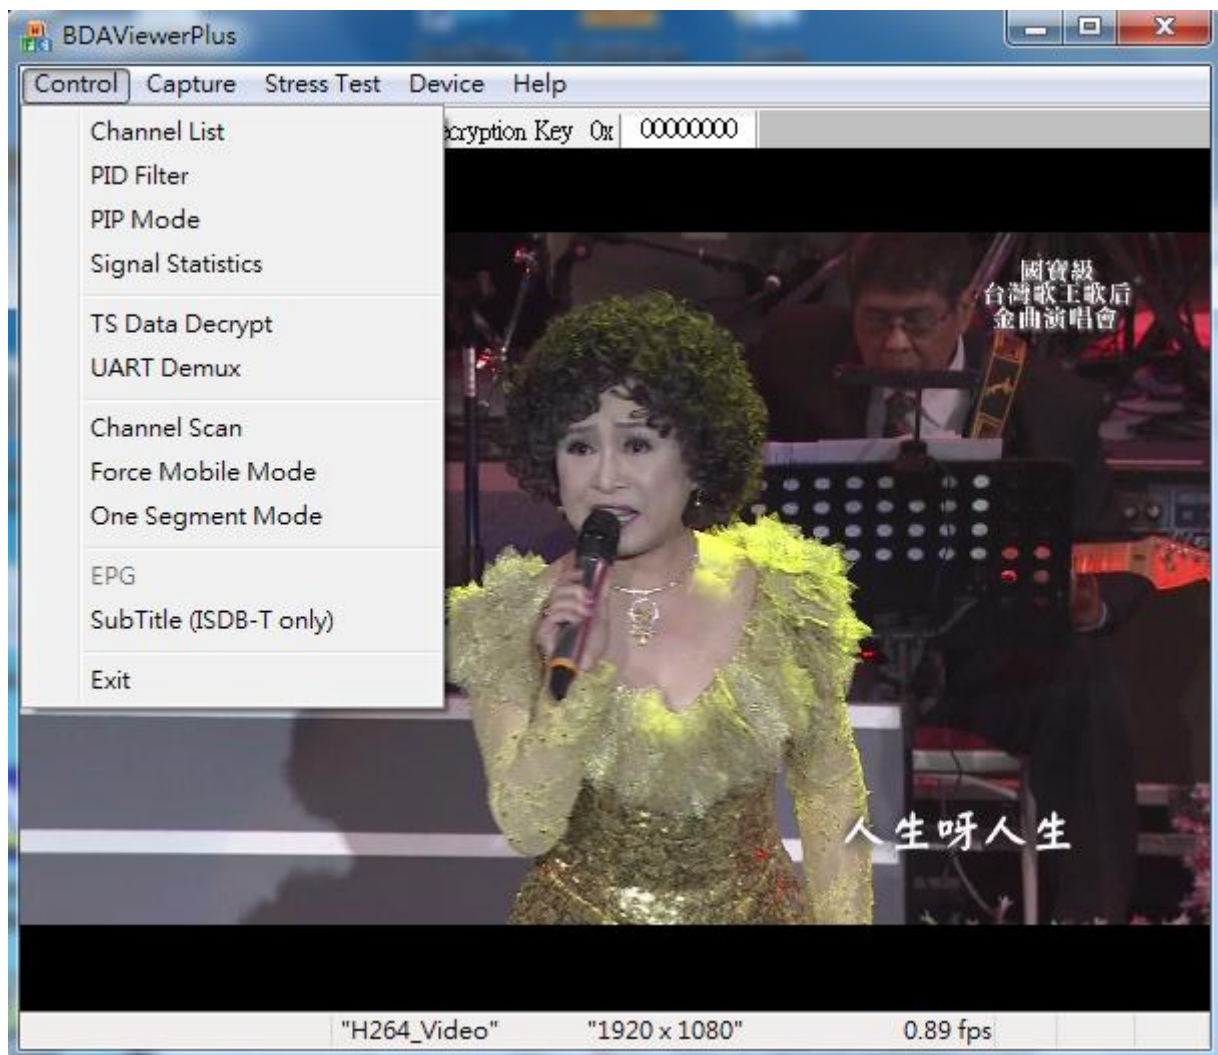 BDAViewerPlus
Control Capture Stress Test Device Help
ecryption Key 0x 00000000
Channel List
PID Filter
PIP Mode
Signal Statistics
TS Data Decrypt
UART Demux
Channel Scan
Force Mobile Mode
One Segment Mode
EPG
SubTitle (ISDB-T only)
Exit
國寶級
台灣歌王歌后
金曲演唱會
人生呀人生
"H264_Video" "1920 x 1080" 0.89 fps